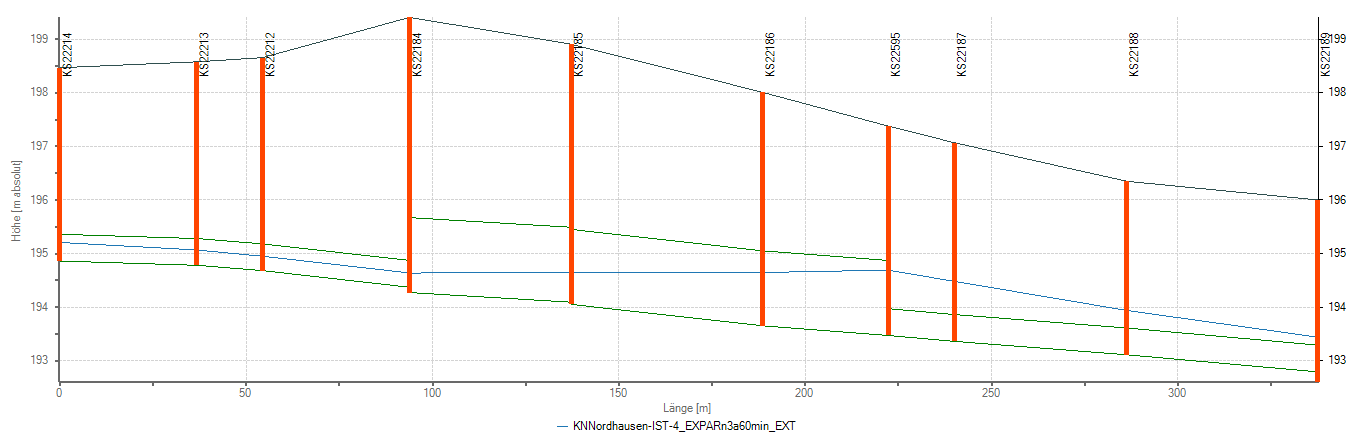 KS22214
KS22213
KS22212
KS22184
KS22185
KS22186
KS22595
KS22187
KS22188
KS22189
199
198
197
196
195
194
193
199
198
197
196
195
194
193
Höhe [m absolut]
0
50
100
150
200
250
300
Länge [m]
KNNordhausen-IST-4_EXPARn3a60min_EXT